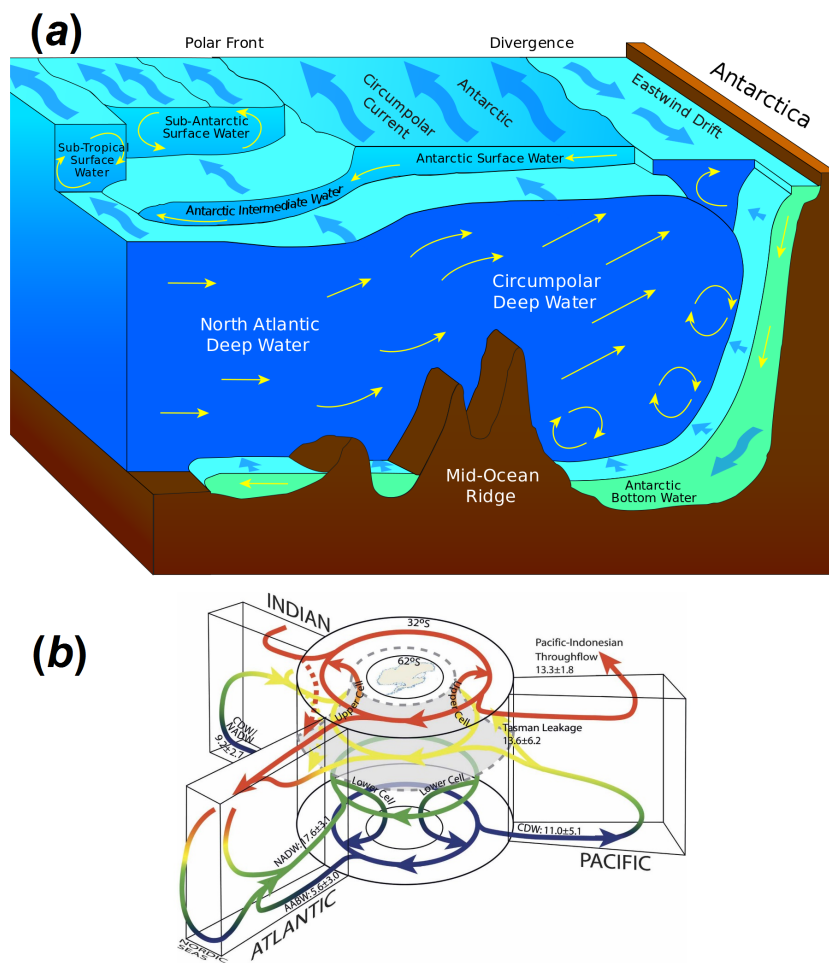 (a)
Polar Front
Divergence
Antarctica
Eastwind Drift
Antarctic
Circumpolar
Current
Sub-Antarctic
Surface Water
Sub-Tropical
Surface
Water
Antarctic Surface Water
Antarctic Intermediate Water
Circumpolar
Deep Water
North Atlantic
Deep Water
Mid-Ocean
Ridge
Antarctic
Bottom Water
(b)
INDIAN
32ºS
62ºS
Pacific-Indonesian
Throughflow
13.3±1.8
Upper Cell
Upper Cell
Tasman Leakage
13.6±6.2
CDW/
NADW:
9.2±2.7
Lower Cell
Lower Cell
NADW: 17.6±3.1
CDW: 11.0±5.1
AABW: 5.6±3.0
PACIFIC
ATLANTIC
NORDIC
SEAS